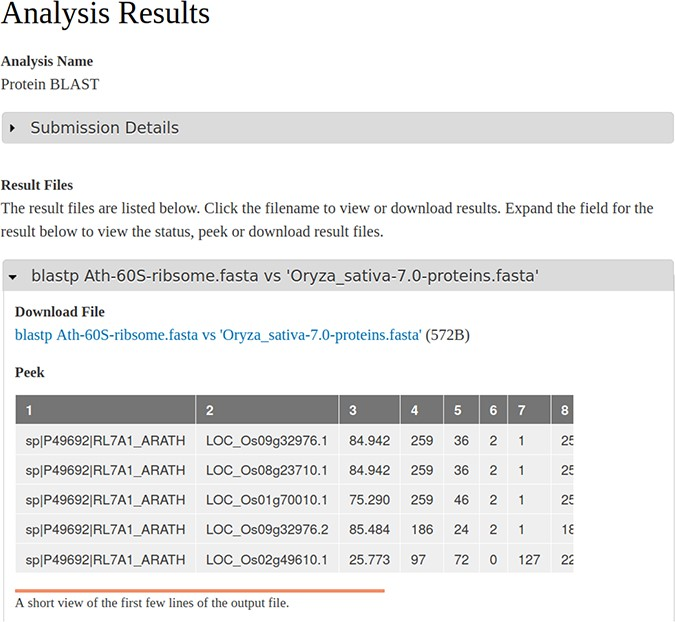 Analysis Results
Analysis Name
Protein BLAST
Submission Details
Result Files
The result files are listed below. Click the filename to view or download results. Expand the field for the
result below to view the status, peek or download result files.
blastp Ath-60S-ribsome.fasta vs 'Oryza_sativa-7.0-proteins.fasta'
Download File
blastp Ath-60S-ribsome.fasta vs 'Oryza_sativa-7.0-proteins.fasta' (572B)
Peek
1 2 3 4 5 6 7 8
sp|P49692|RL7A1_ARATH LOC_Os09g32976.1 84.942 259 36 2 1
sp|P49692|RL7A1_ARATH LOC_Os08g23710.1 84.942 259 36 2 1
sp|P49692|RL7A1_ARATH LOC_Os01g70010.1 75.290 259 46 2 1
sp|P49692|RL7A1_ARATH LOC_Os09g32976.2 85.484 186 24 2 1
sp|P49692|RL7A1_ARATH LOC_Os02g49610.1 25.773 97 72 0 127
A short view of the first few lines of the output file.